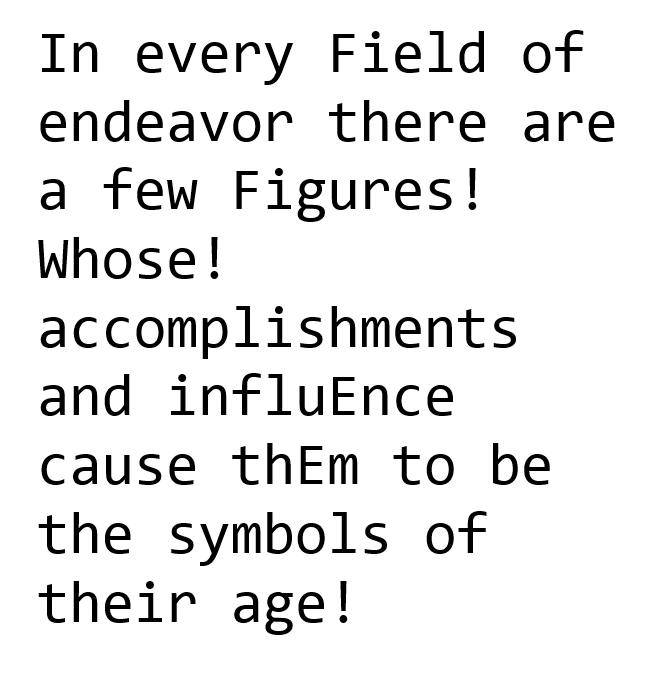 In every Field of
endeavor there are
a few Figures!
Whose!
accomplishments
and influEnce
cause thEm to be
the symbols of
their age!